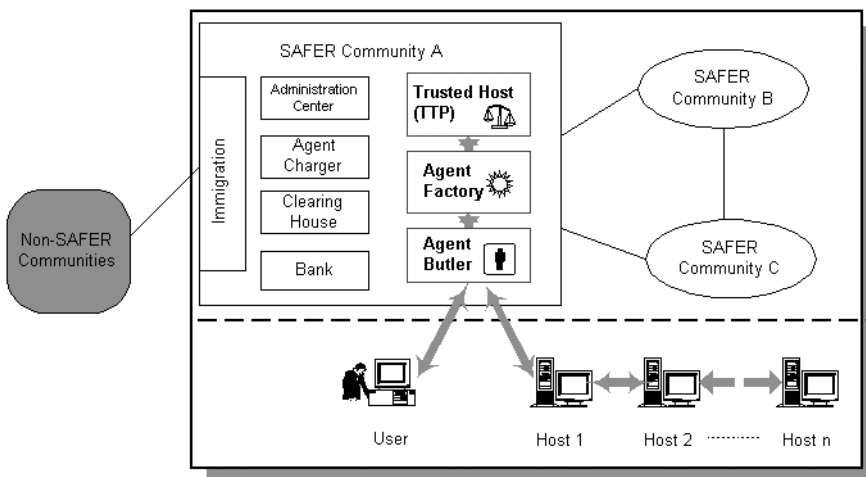 SAFER Community A
Immigration
Administration
Center
Agent
Charger
Clearing
House
Bank
Trusted Host
(TTP)
Agent
Factory
Agent
Butler
SAFER
Community B
SAFER
Community C
Non-SAFER
Communities
User
Host 1
Host 2 ........... Host n